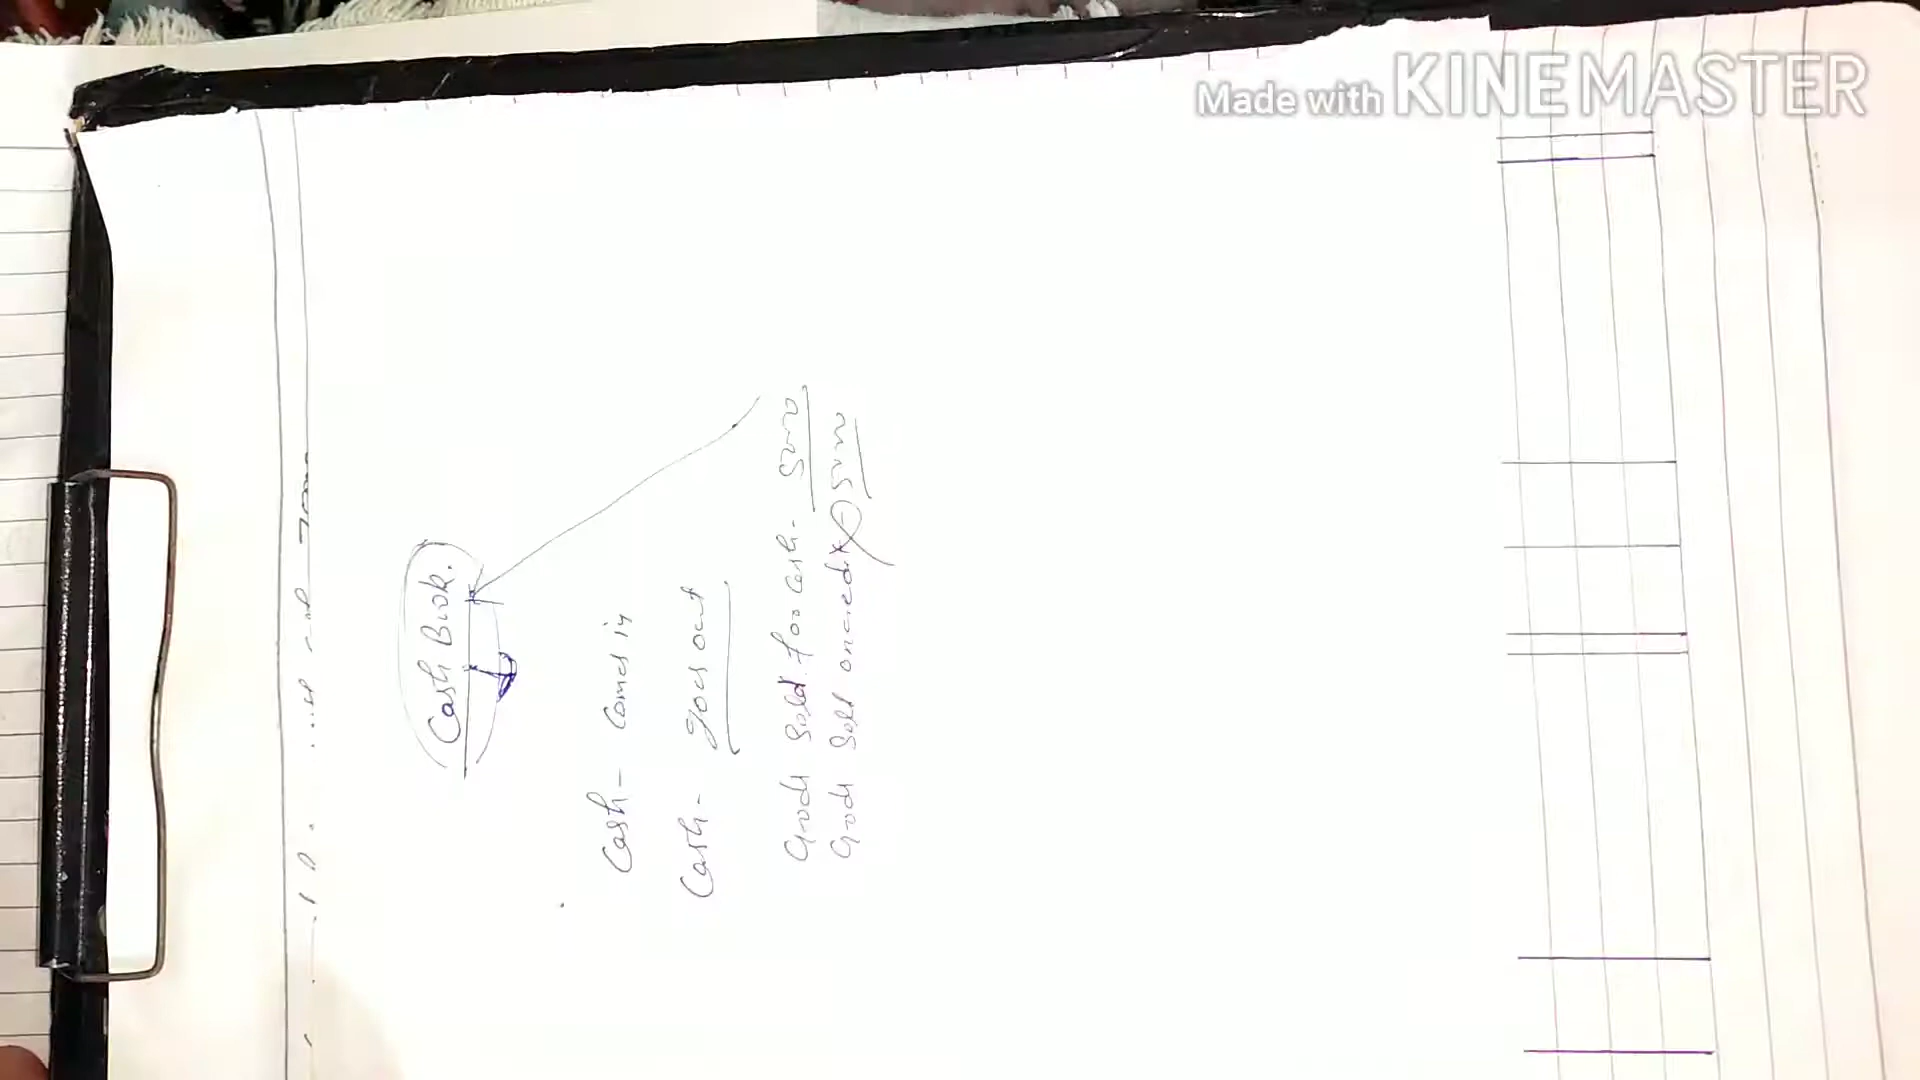 Made with KINEMASTER
Cash Book.
Cash - Comes in
Cash - goes out
Goods Sold for Cash - 5000
Goods Sold on credit 5000